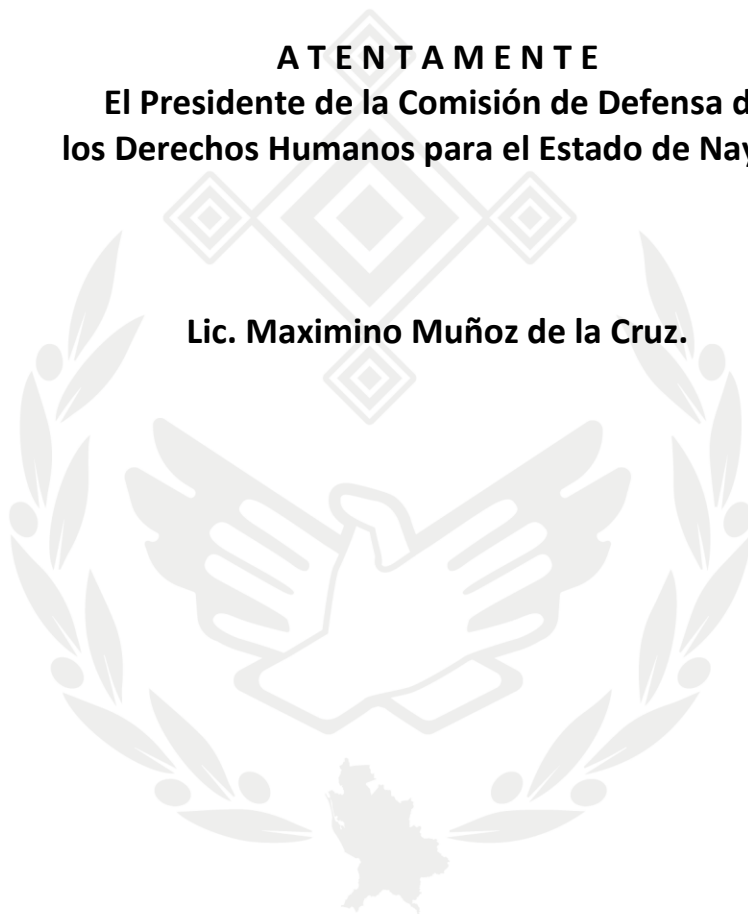 A T E N T A M E N T E
El Presidente de la Comisión de Defensa d
los Derechos Humanos para el Estado de Nay
Lic. Maximino Muñoz de la Cruz.